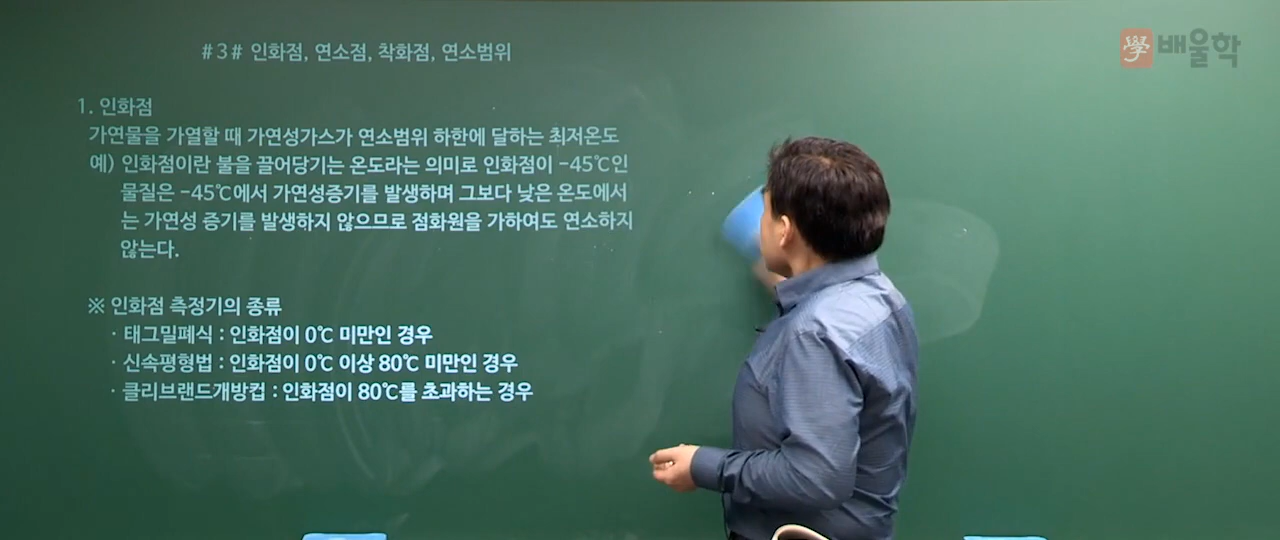 #3# 인화점, 연소점, 착화점, 연소범위
學 배울학
1. 인화점
가연물을 가열할 때 가연성가스가 연소범위 하한에 달하는 최저온도
예) 인화점이란 불을 끌어당기는 온도라는 의미로 인화점이 -45℃인
물질은 -45℃에서 가연성증기를 발생하며 그보다 낮은 온도에서
는 가연성 증기를 발생하지 않으므로 점화원을 가하여도 연소하지
않는다.
※ 인화점 측정기의 종류
· 태그밀폐식 : 인화점이 0℃ 미만인 경우
· 신속평형법 : 인화점이 0℃ 이상 80℃ 미만인 경우
· 클리브랜드개방컵 : 인화점이 80℃를 초과하는 경우